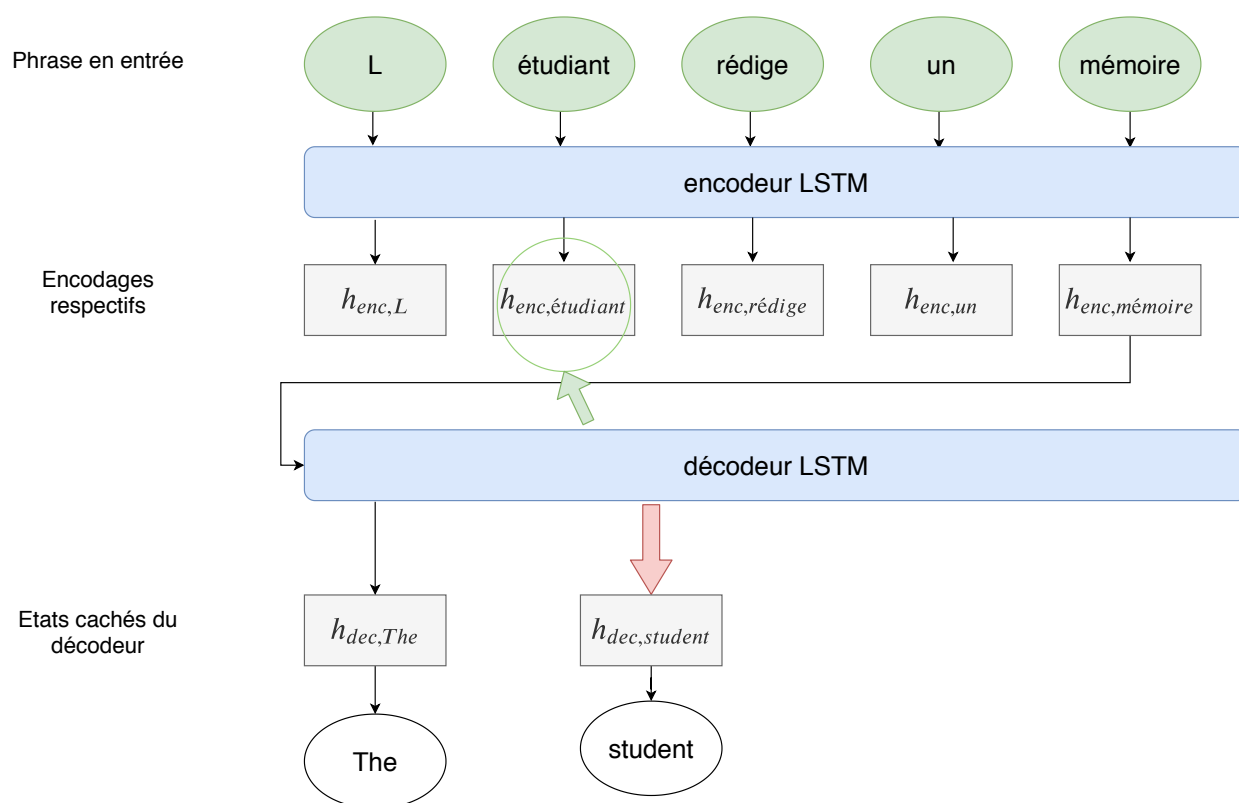 Phrase en entrée
L
étudiant
rédige
un
mémoire
encodeur LSTM
Encodages
respectifs
h_{enc,L}
h_{enc,étudiant}
h_{enc,rédige}
h_{enc,un}
h_{enc,mémoire}
décodeur LSTM
Etats cachés du
décodeur
h_{dec,The}
h_{dec,student}
The
student